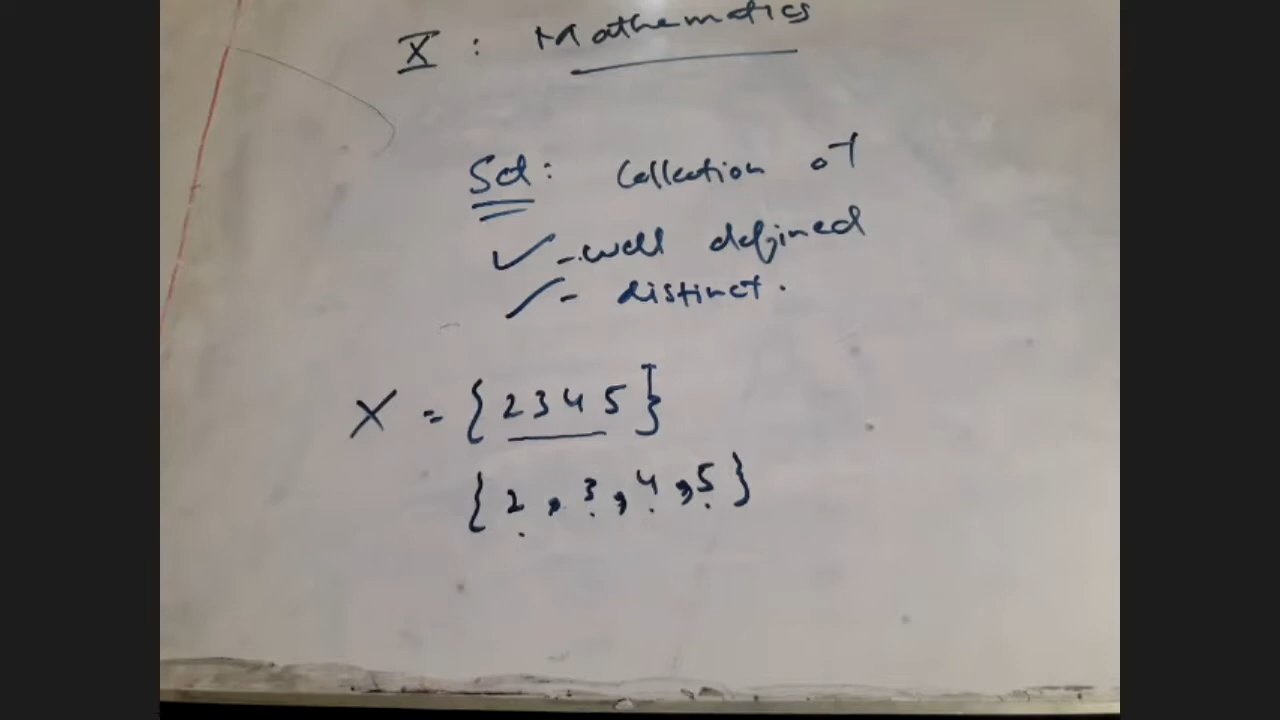 X : Mathematics
Set : Collection of
✓ - well defined
✓ - distinct.
X = { 2 3 4 5 }
{ 2 , 3 , 4 , 5 }